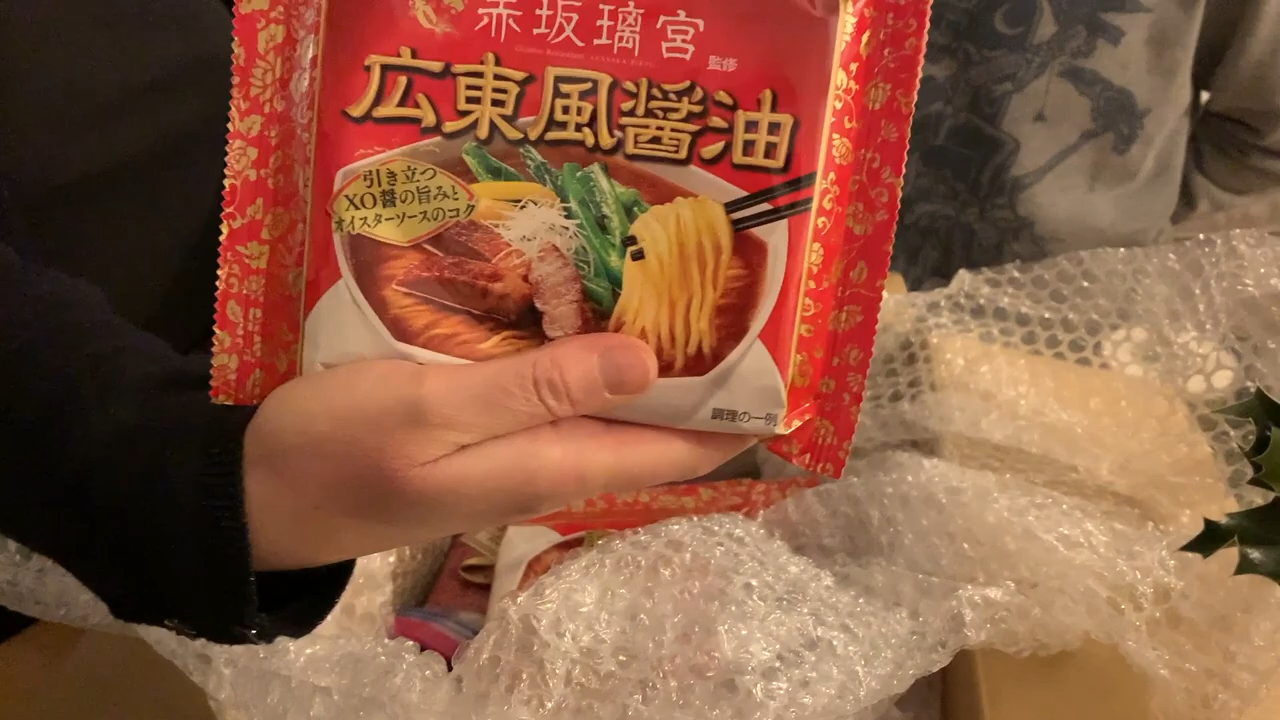 赤坂璃宮
監修
広東風醤油
引き立つ
XO醤の旨みと
オイスターソースのコク
調理の一例